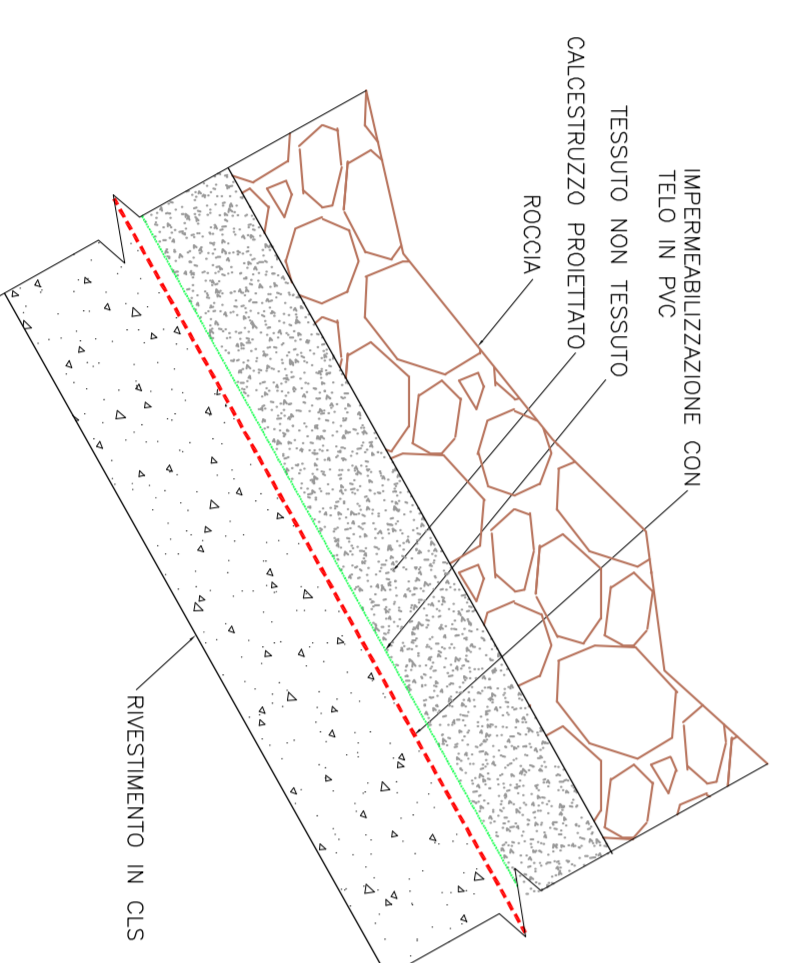 IMPERMEABILIZZAZIONE CON
TELO IN PVC
TESSUTO NON TESSUTO
CALCESTRUZZO PROIETTATO
ROCCIA
RIVESTIMENTO IN CLS